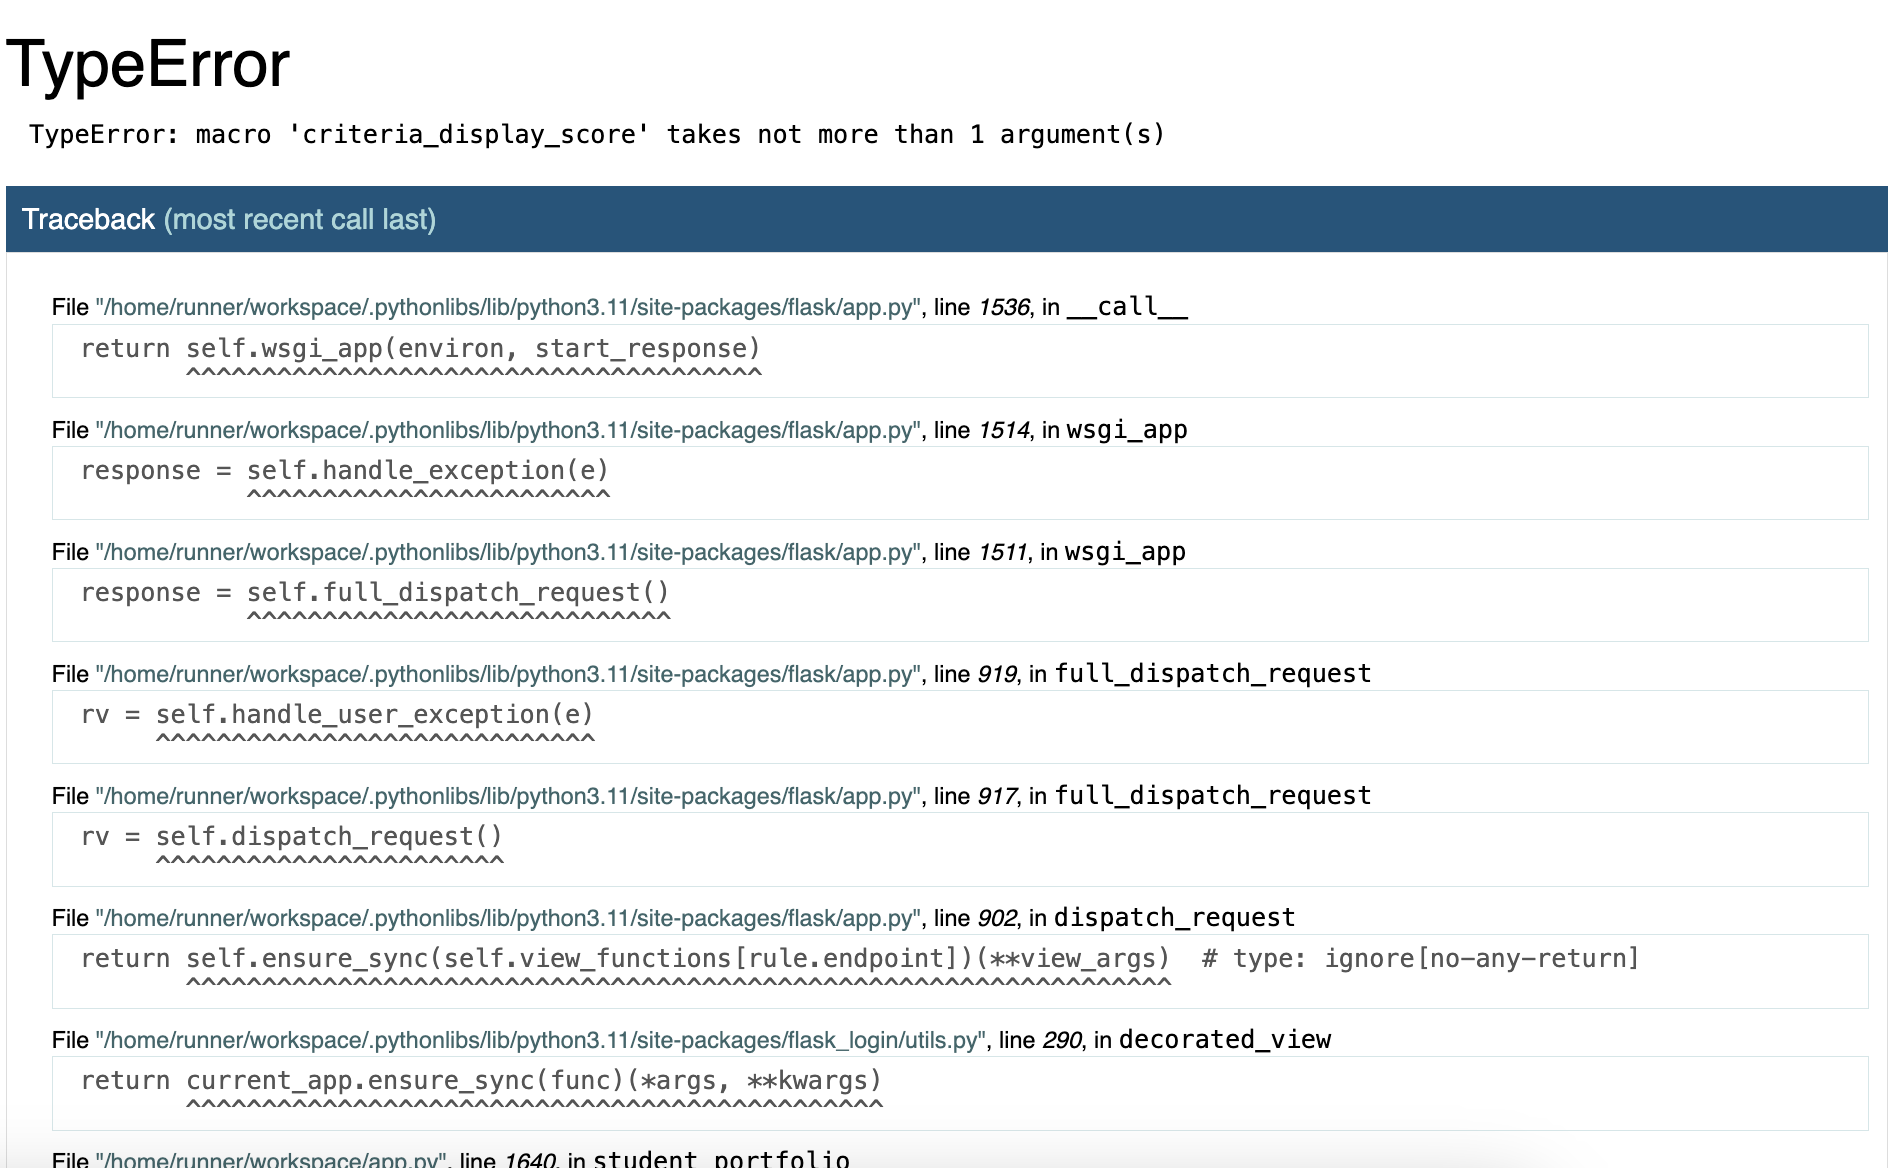 TypeError
TypeError: macro 'criteria_display_score' takes not more than 1 argument(s)
Traceback (most recent call last)
File "/home/runner/workspace/.pythonlibs/lib/python3.11/site-packages/flask/app.py", line 1536, in __call__
return self.wsgi_app(environ, start_response)
^^^^^^^^^^^^^^^^^^^^^^^^^^^^^^^^^^^^^^
File "/home/runner/workspace/.pythonlibs/lib/python3.11/site-packages/flask/app.py", line 1514, in wsgi_app
response = self.handle_exception(e)
^^^^^^^^^^^^^^^^^^^^^^^^
File "/home/runner/workspace/.pythonlibs/lib/python3.11/site-packages/flask/app.py", line 1511, in wsgi_app
response = self.full_dispatch_request()
^^^^^^^^^^^^^^^^^^^^^^^^^^^^
File "/home/runner/workspace/.pythonlibs/lib/python3.11/site-packages/flask/app.py", line 919, in full_dispatch_request
rv = self.handle_user_exception(e)
^^^^^^^^^^^^^^^^^^^^^^^^^^^^^
File "/home/runner/workspace/.pythonlibs/lib/python3.11/site-packages/flask/app.py", line 917, in full_dispatch_request
rv = self.dispatch_request()
^^^^^^^^^^^^^^^^^^^^^^^
File "/home/runner/workspace/.pythonlibs/lib/python3.11/site-packages/flask/app.py", line 902, in dispatch_request
return self.ensure_sync(self.view_functions[rule.endpoint])(**view_args)  # type: ignore[no-any-return]
^^^^^^^^^^^^^^^^^^^^^^^^^^^^^^^^^^^^^^^^^^^^^^^^^^^^^^^^^^^^^^^^^
File "/home/runner/workspace/.pythonlibs/lib/python3.11/site-packages/flask_login/utils.py", line 290, in decorated_view
return current_app.ensure_sync(func)(*args, **kwargs)
^^^^^^^^^^^^^^^^^^^^^^^^^^^^^^^^^^^^^^^^^^^^^^
File "/home/runner/workspace/app.py", line 1640, in student_portfolio